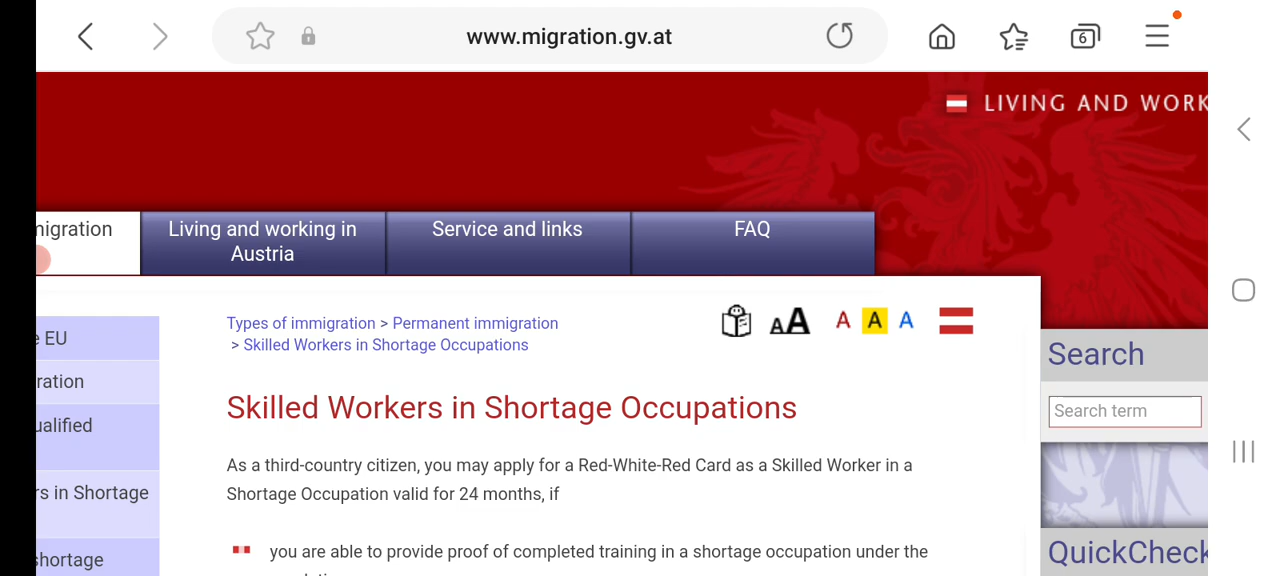 www.migration.gv.at
6
LIVING AND WORK
migration
Living and working in
Austria
Service and links
FAQ
EU
Types of immigration > Permanent immigration
> Skilled Workers in Shortage Occupations
A A A A A
Search
Search term
Skilled Workers in Shortage Occupations
rs in Shortage
shortage
As a third-country citizen, you may apply for a Red-White-Red Card as a Skilled Worker in a
Shortage Occupation valid for 24 months, if
you are able to provide proof of completed training in a shortage occupation under the
QuickCheck